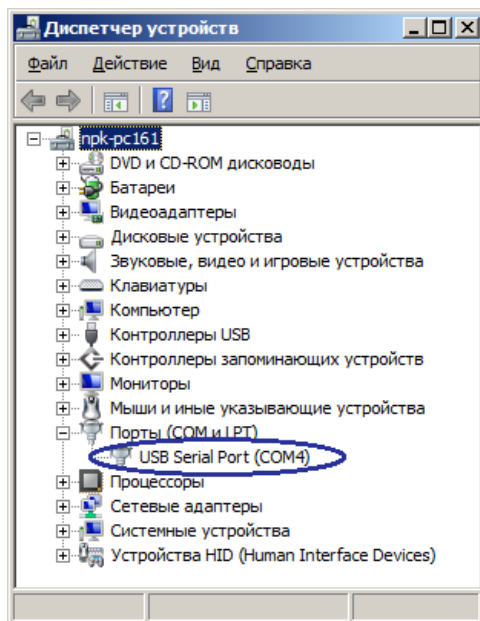 Диспетчер устройств
Файл Действие Вид Справка
npk-pc161
DVD и CD-ROM дисководы
Батареи
Видеоадаптеры
Дисковые устройства
Звуковые, видео и игровые устройства
Клавиатуры
Компьютер
Контроллеры USB
Контроллеры запоминающих устройств
Мониторы
Мыши и иные указывающие устройства
Порты (COM и LPT)
USB Serial Port (COM4)
Процессоры
Сетевые адаптеры
Системные устройства
Устройства HID (Human Interface Devices)